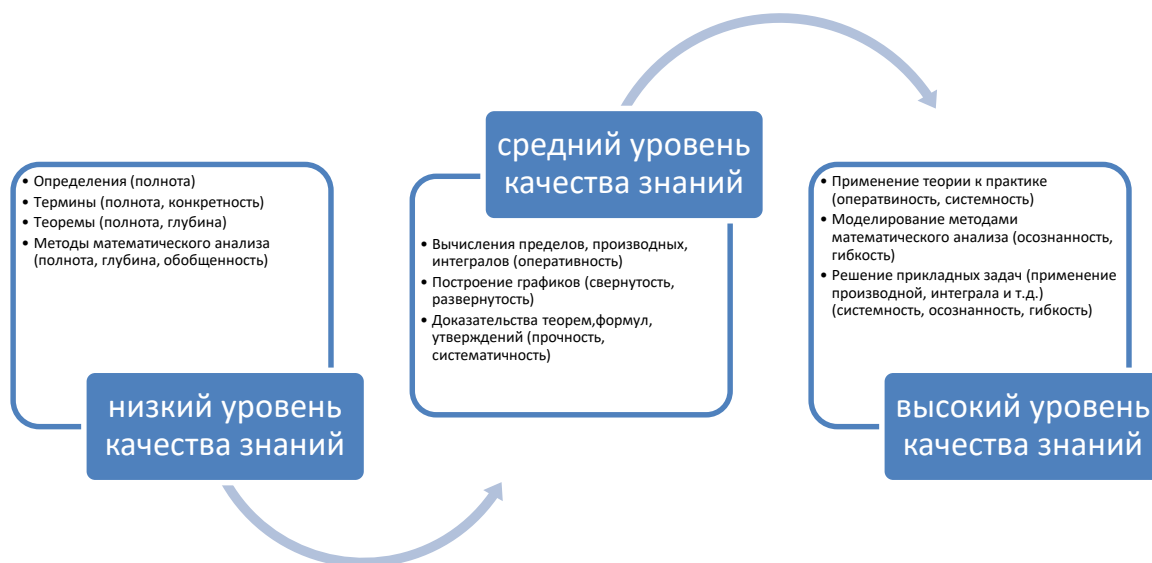 • Определения (полнота)
• Термины (полнота, конкретность)
• Теоремы (полнота, глубина)
• Методы математического анализа
(полнота, глубина, обобщенность)
низкий уровень
качества знаний
средний уровень
качества знаний
• Вычисления пределов, производных,
интегралов (оперативность)
• Построение графиков (свернутость,
развернутость)
• Доказательства теорем,формул,
утверждений (прочность,
систематичность)
• Применение теории к практике
(оператвиность, системность)
• Моделирование методами
математического анализа (осознанность,
гибкость)
• Решение прикладных задач (применение
производной, интеграла и т.д.)
(системность, осознанность, гибкость)
высокий уровень
качества знаний